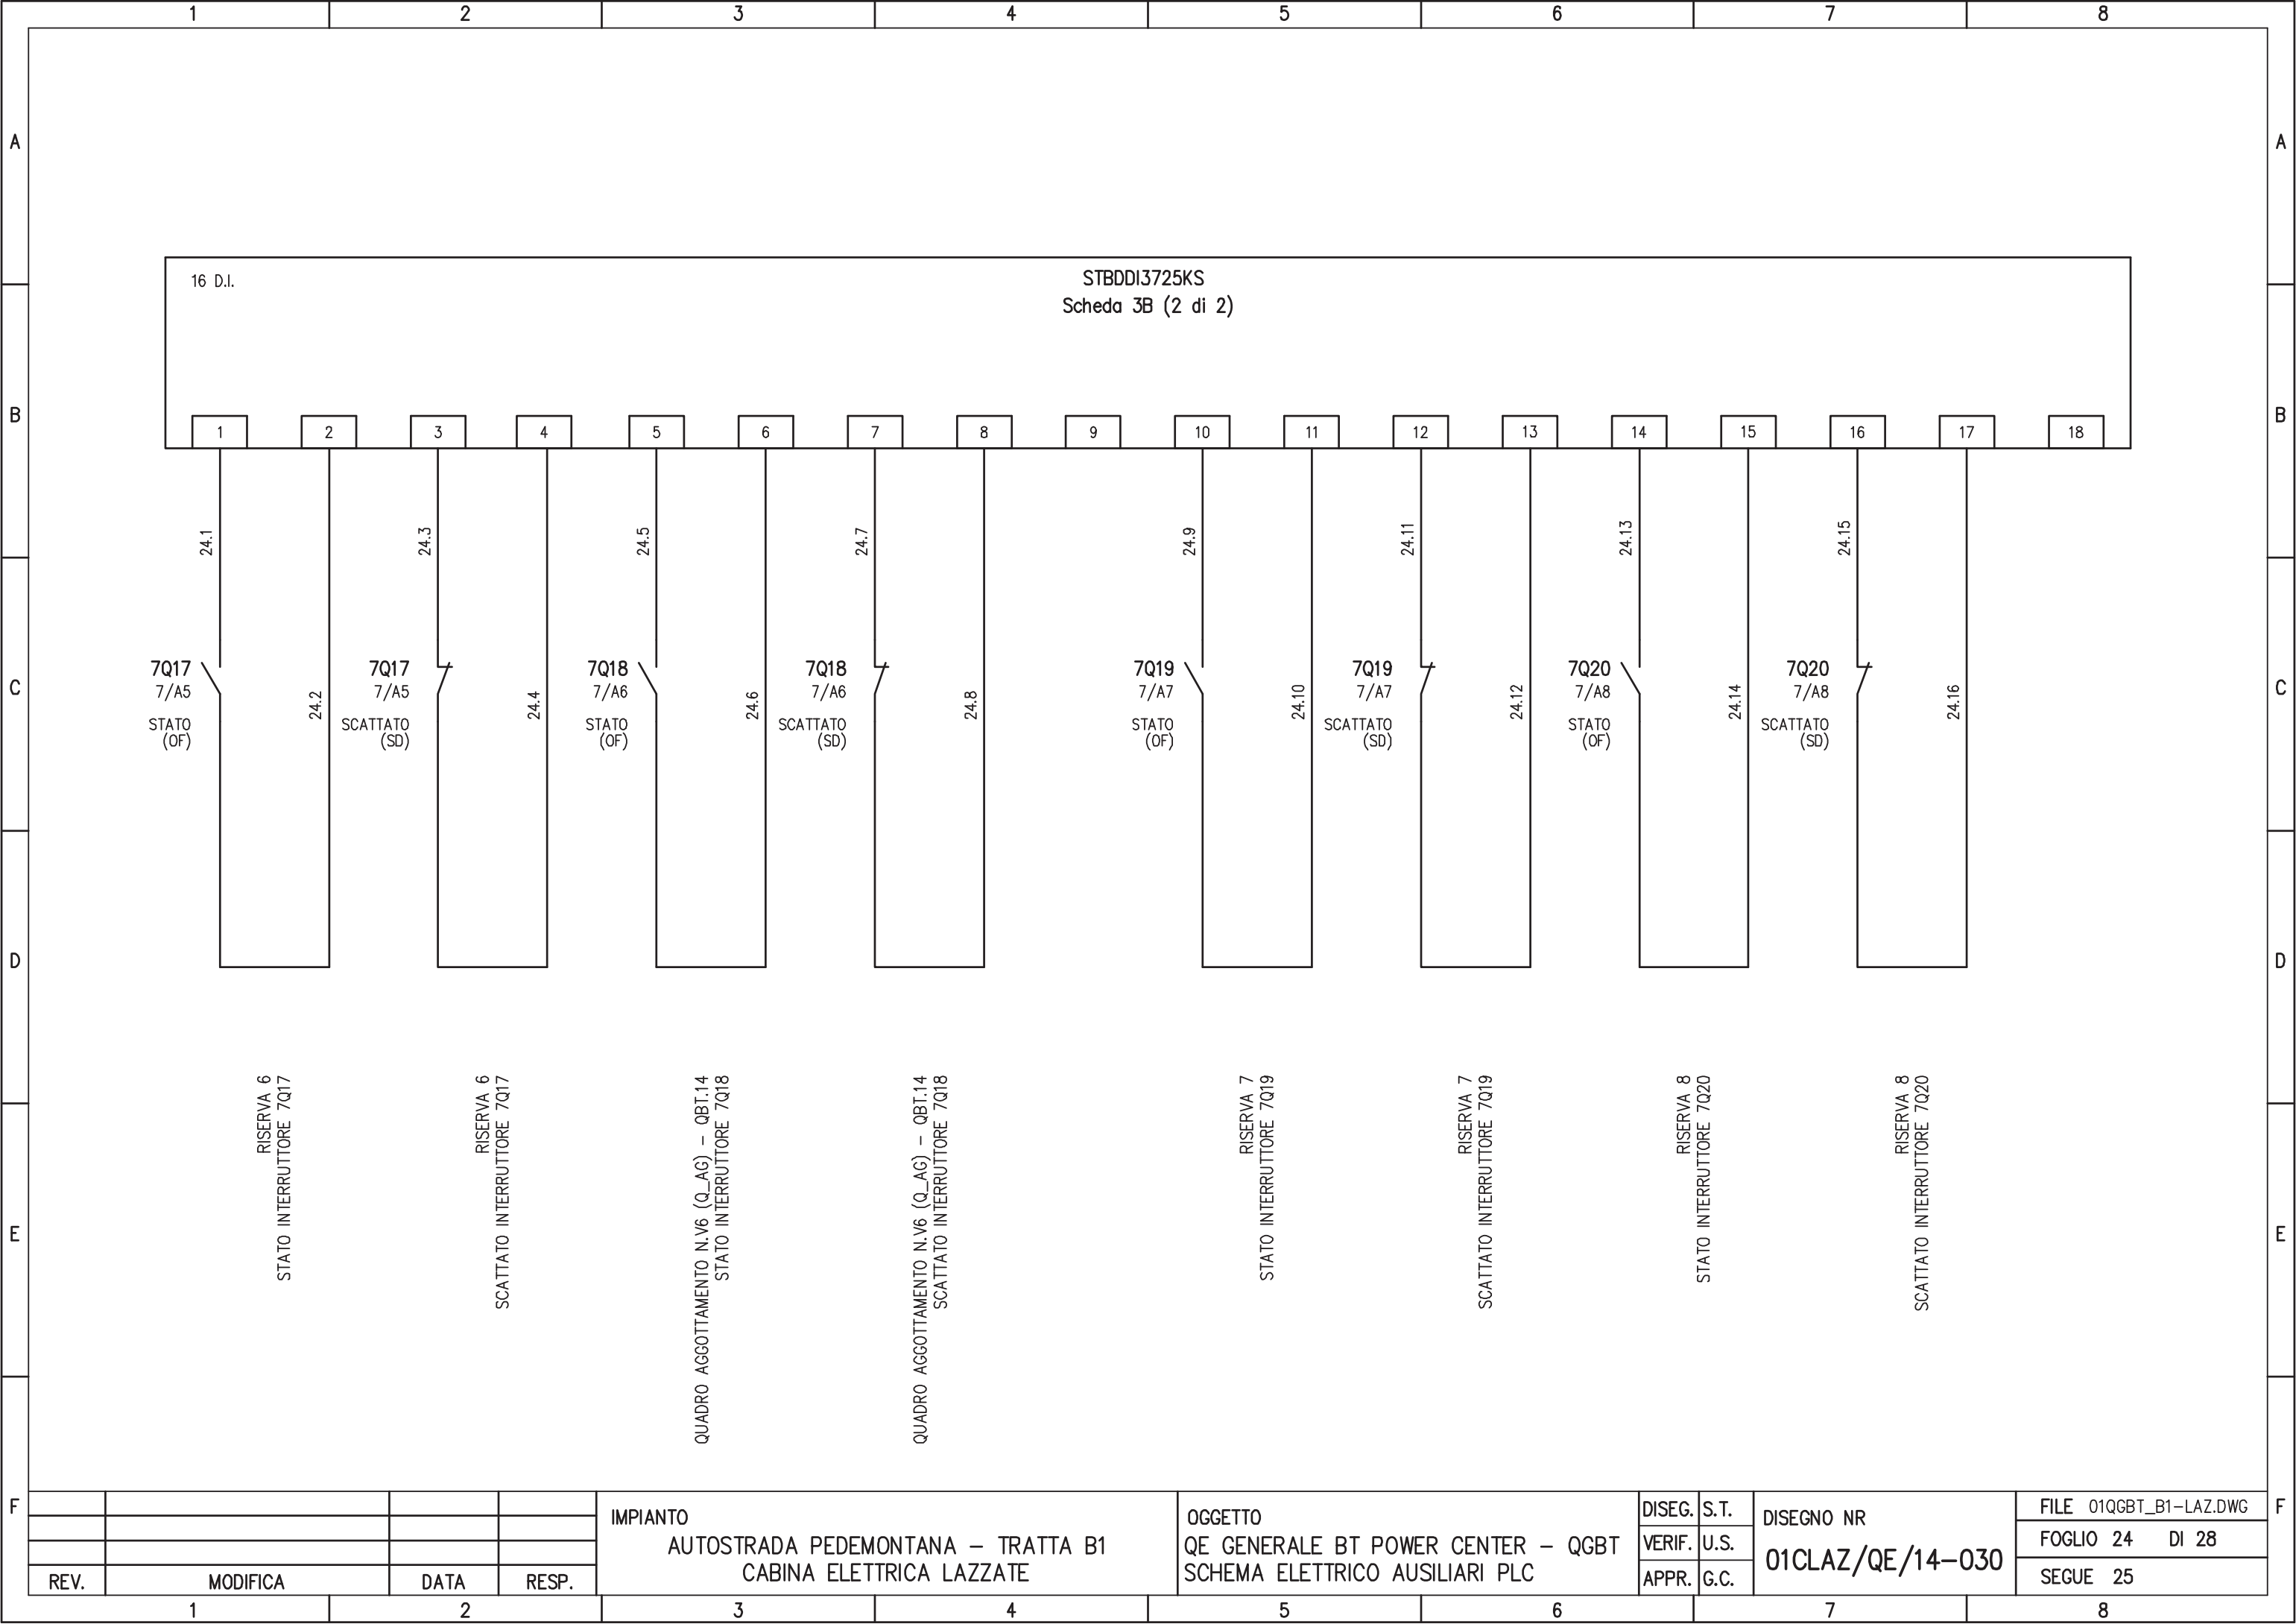 1 2 3 4 5 6 7 8
A A
16 D.I.
STBDDI3725KS
Scheda 3B (2 di 2)
B B
1 2 3 4 5 6 7 8 9 10 11 12 13 14 15 16 17 18
24.1 24.3 24.5 24.7 24.9 24.11 24.13 24.15
7Q17 7Q17 7Q18 7Q18 7Q19 7Q19 7Q20 7Q20
C C
7/A5 7/A5 7/A6 7/A6 7/A7 7/A7 7/A8 7/A8
24.2 24.4 24.6 24.8 24.10 24.12 24.14 24.16
STATO SCATTATO STATO SCATTATO STATO SCATTATO STATO SCATTATO
(OF) (SD) (OF) (SD) (OF) (SD) (OF) (SD)
D D
RISERVA 6
STATO INTERRUTTORE 7Q17
RISERVA 6
SCATTATO INTERRUTTORE 7Q17
QUADRO AGGOTTAMENTO N.V6 (Q_AG) - QBT.14
STATO INTERRUTTORE 7Q18
QUADRO AGGOTTAMENTO N.V6 (Q_AG) - QBT.14
SCATTATO INTERRUTTORE 7Q18
RISERVA 7
STATO INTERRUTTORE 7Q19
RISERVA 7
SCATTATO INTERRUTTORE 7Q19
RISERVA 8
STATO INTERRUTTORE 7Q20
RISERVA 8
SCATTATO INTERRUTTORE 7Q20
E E
F F
REV. MODIFICA DATA RESP.
IMPIANTO
AUTOSTRADA PEDEMONTANA - TRATTA B1
CABINA ELETTRICA LAZZATE
OGGETTO
QE GENERALE BT POWER CENTER - QGBT
SCHEMA ELETTRICO AUSILIARI PLC
DISEG. S.T.
VERIF. U.S.
APPR. G.C.
DISEGNO NR
01CLAZ/QE/14-030
FILE 01QGBT_B1-LAZ.DWG
FOGLIO 24 DI 28
SEGUE 25
1 2 3 4 5 6 7 8